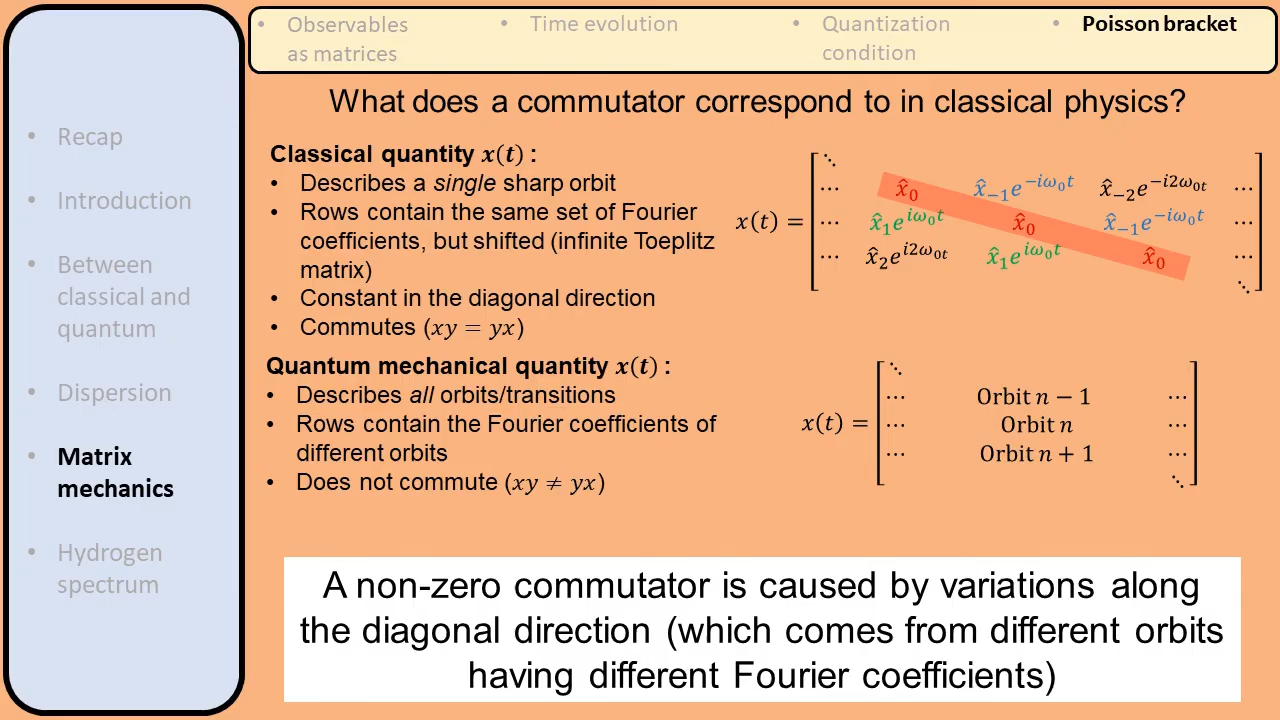 • Observables as matrices
• Time evolution
• Quantization condition
• Poisson bracket
• Recap
• Introduction
• Between classical and quantum
• Dispersion
• Matrix mechanics
• Hydrogen spectrum
What does a commutator correspond to in classical physics?
Classical quantity x(t) :
• Describes a single sharp orbit
• Rows contain the same set of Fourier
coefficients, but shifted (infinite Toeplitz
matrix)
• Constant in the diagonal direction
• Commutes (xy = yx)
x(t) =
⋱
⋯ x̂₀ x̂₋₁e^{−iω₀t} x̂₋₂e^{−i2ω₀t} ⋯
⋯ x̂₁e^{iω₀t} x̂₀ x̂₋₁e^{−iω₀t} ⋯
⋯ x̂₂e^{i2ω₀t} x̂₁e^{iω₀t} x̂₀ ⋯
⋱
Quantum mechanical quantity x(t) :
• Describes all orbits/transitions
• Rows contain the Fourier coefficients of
different orbits
• Does not commute (xy ≠ yx)
x(t) =
⋱
⋯ Orbit n − 1 ⋯
⋯ Orbit n ⋯
⋯ Orbit n + 1 ⋯
⋱
A non-zero commutator is caused by variations along
the diagonal direction (which comes from different orbits
having different Fourier coefficients)